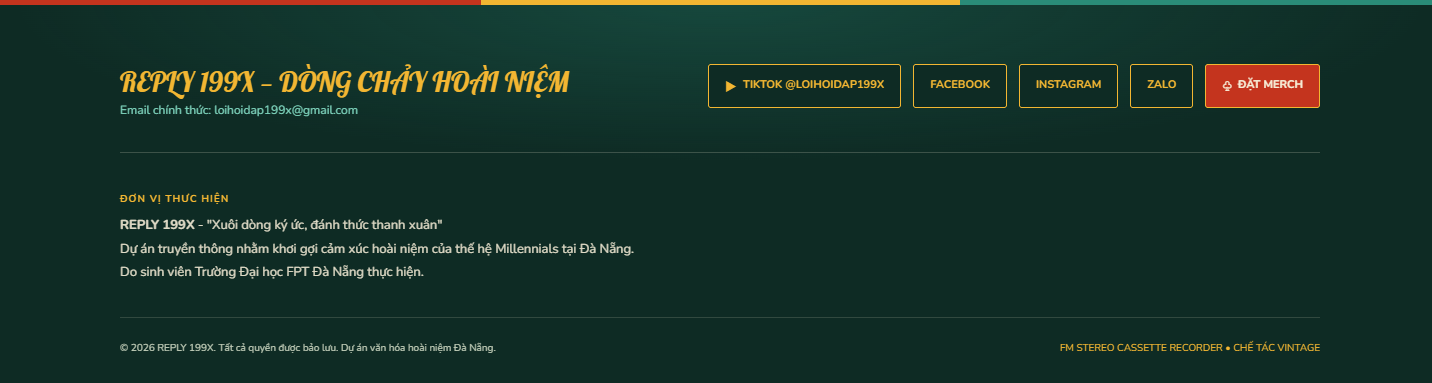 REPLY 199X – DÒNG CHẢY HOÀI NIỆM
Email chính thức: loihoidap199x@gmail.com
TIKTOK @LOIHOIDAP199X
FACEBOOK
INSTAGRAM
ZALO
ĐẶT MERCH
ĐƠN VỊ THỰC HIỆN
REPLY 199X - "Xuôi dòng ký ức, đánh thức thanh xuân"
Dự án truyền thông nhằm khơi gợi cảm xúc hoài niệm của thế hệ Millennials tại Đà Nẵng.
Do sinh viên Trường Đại học FPT Đà Nẵng thực hiện.
© 2026 REPLY 199X. Tất cả quyền được bảo lưu. Dự án văn hóa hoài niệm Đà Nẵng.
FM STEREO CASSETTE RECORDER • CHẾ TÁC VINTAGE